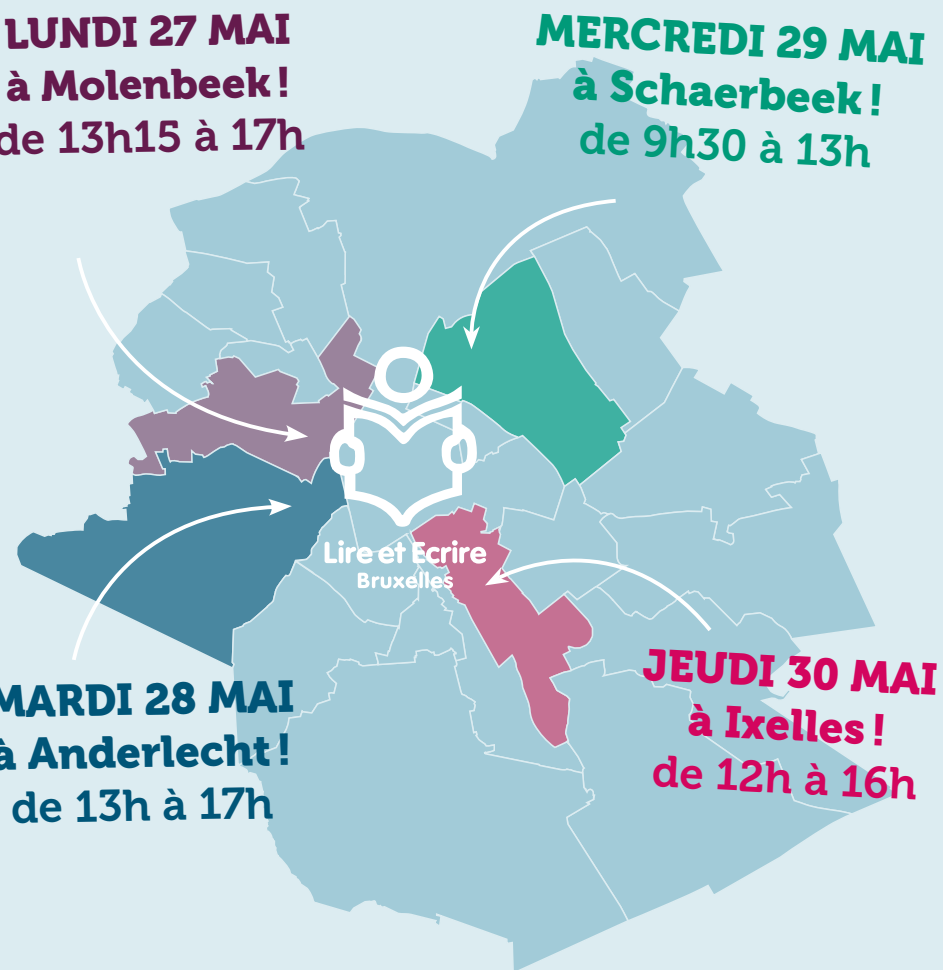 LUNDI 27 MAI
à Molenbeek !
de 13h15 à 17h
MERCREDI 29 MAI
à Schaerbeek !
de 9h30 à 13h
Lire et Ecrire
Bruxelles
MARDI 28 MAI
à Anderlecht !
de 13h à 17h
JEUDI 30 MAI
à Ixelles !
de 12h à 16h